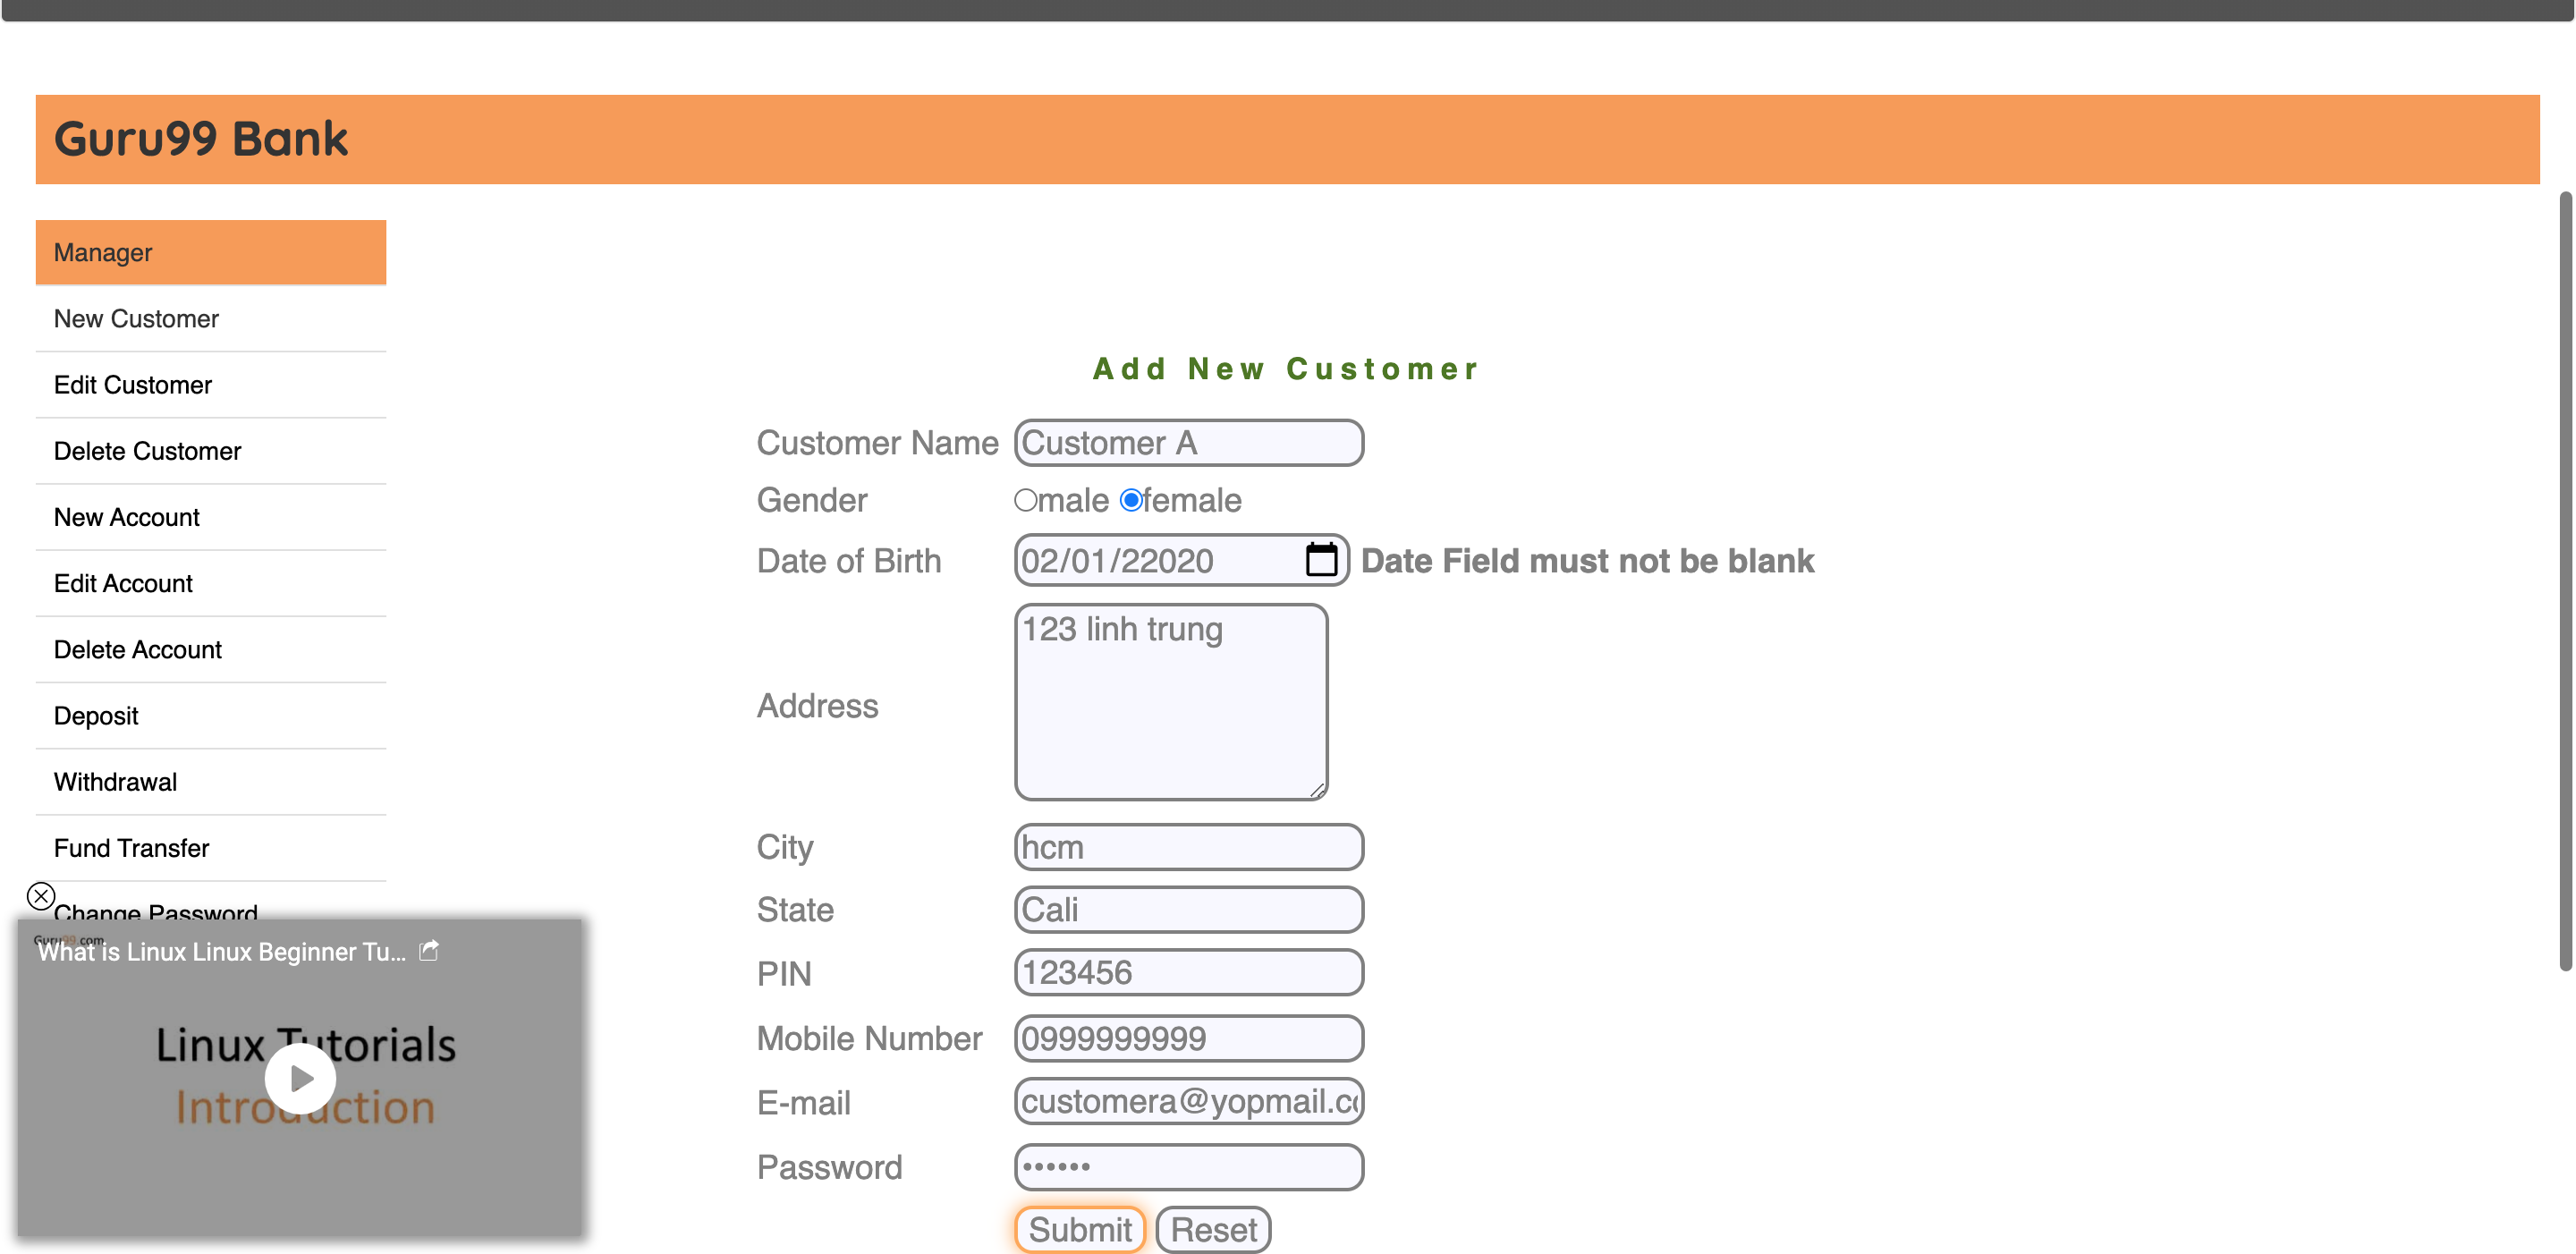 Guru99 Bank
Manager
New Customer
Edit Customer
Delete Customer
New Account
Edit Account
Delete Account
Deposit
Withdrawal
Fund Transfer
Change Password
Guru99.com
What is Linux Linux Beginner Tu...
Linux Tutorials
Introduction
Add New Customer
Customer Name Customer A
Gender male female
Date of Birth 02/01/22020 Date Field must not be blank
Address 123 linh trung
City hcm
State Cali
PIN 123456
Mobile Number 0999999999
E-mail customera@yopmail.co
Password ••••••
Submit Reset